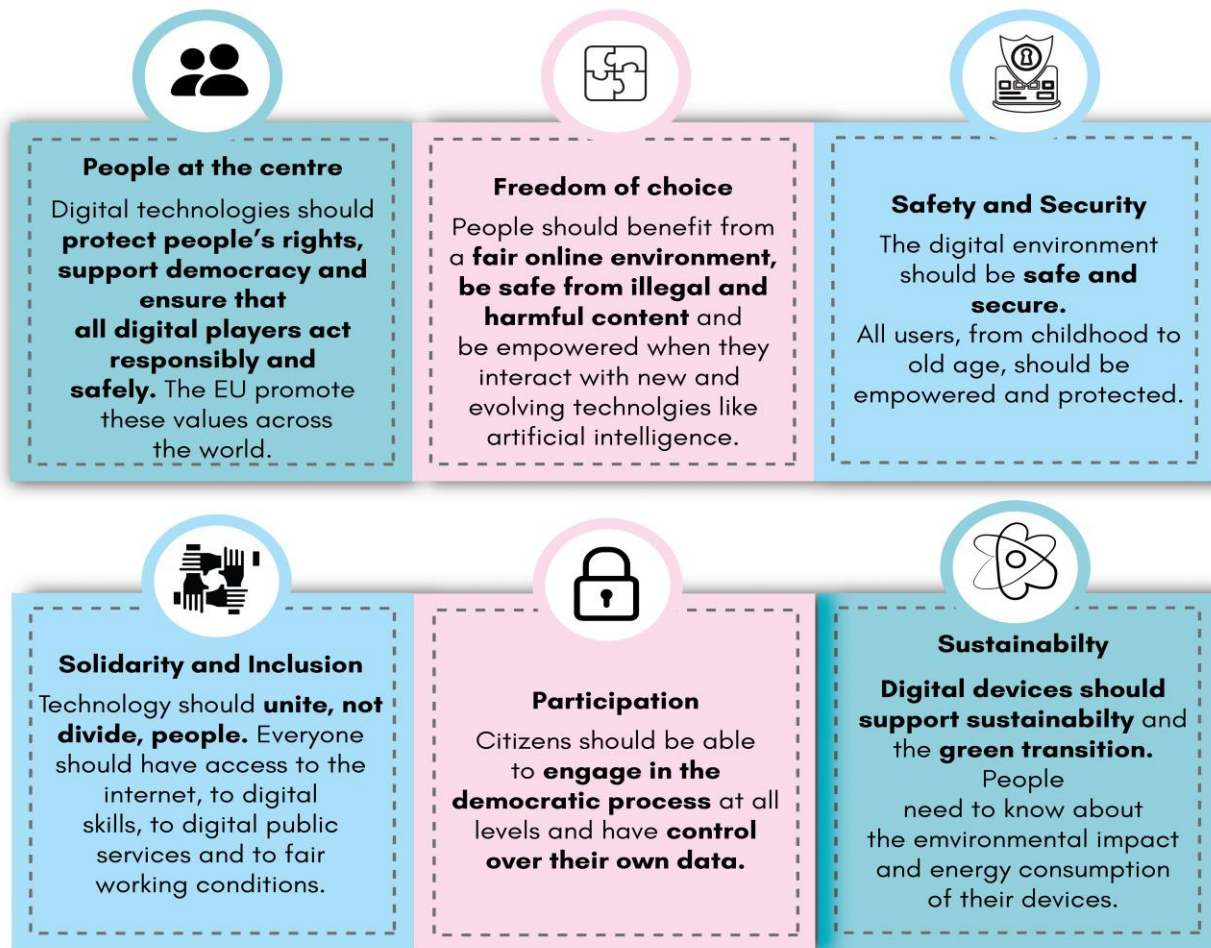 People at the centre
Digital technologies should
protect people's rights,
support democracy and
ensure that
all digital players act
responsibly and
safely. The EU promote
these values across
the world.
Freedom of choice
People should benefit from
a fair online environment,
be safe from illegal and
harmful content and
be empowered when they
interact with new and
evolving technolgies like
artificial intelligence.
Safety and Security
The digital environment
should be safe and
secure.
All users, from childhood to
old age, should be
empowered and protected.
Solidarity and Inclusion
Technology should unite, not
divide, people. Everyone
should have access to the
internet, to digital
skills, to digital public
services and to fair
working conditions.
Participation
Citizens should be able
to engage in the
democratic process at all
levels and have control
over their own data.
Sustainabilty
Digital devices should
support sustainabilty and
the green transition.
People
need to know about
the emvironmental impact
and energy consumption
of their devices.